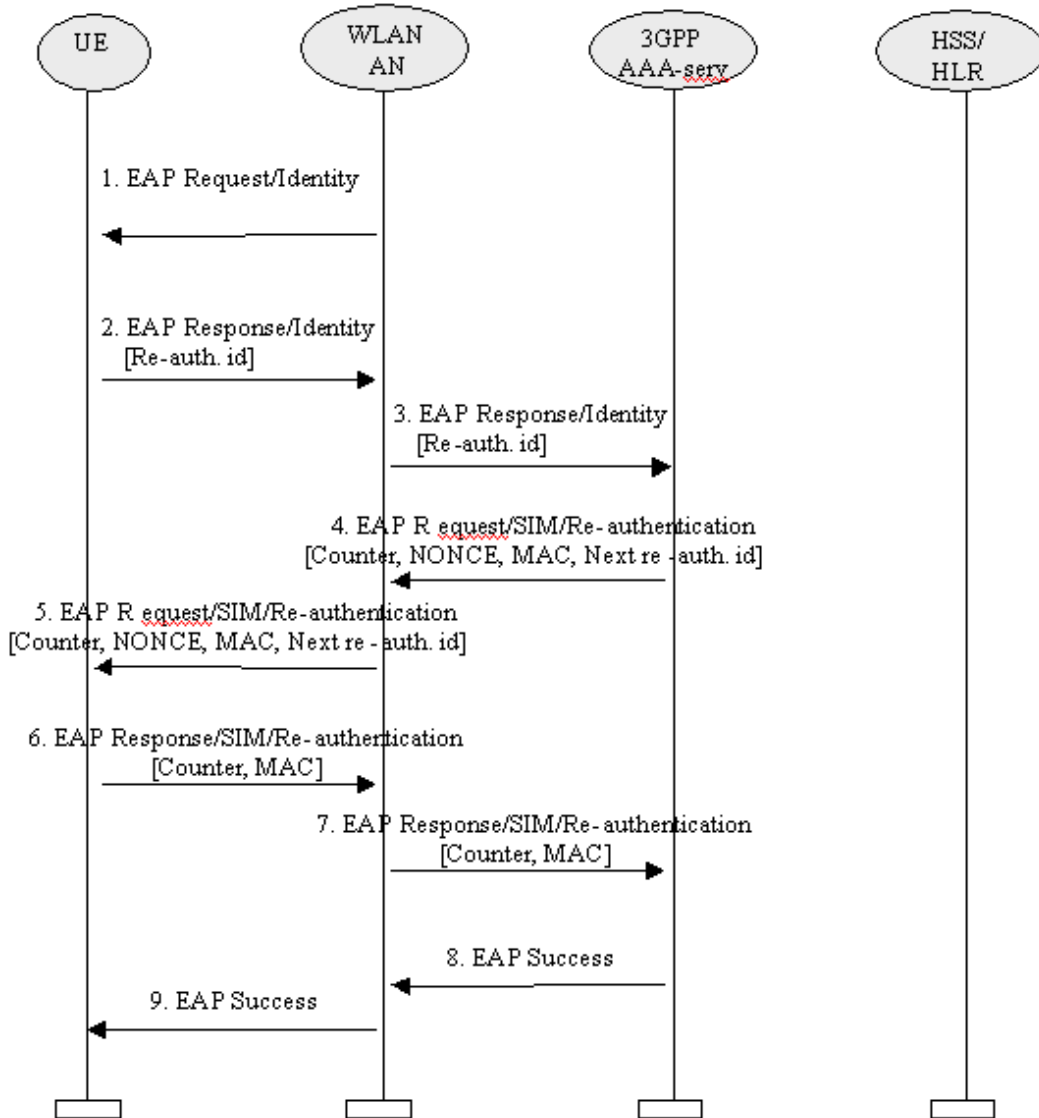 UE
WLAN
AN
3GPP
AAA-serv
HSS/
HLR
1. EAP Request/Identity
2. EAP Response/Identity
[Re-auth. id]
3. EAP Response/Identity
[Re-auth. id]
4. EAP R equest/SIM/Re-authentication
[Counter, NONCE, MAC, Next re-auth. id]
5. EAP R equest/SIM/Re-authentication
[Counter, NONCE, MAC, Next re-auth. id]
6. EAP Response/SIM/Re-authentication
[Counter, MAC]
7. EAP Response/SIM/Re-authentication
[Counter, MAC]
8. EAP Success
9. EAP Success